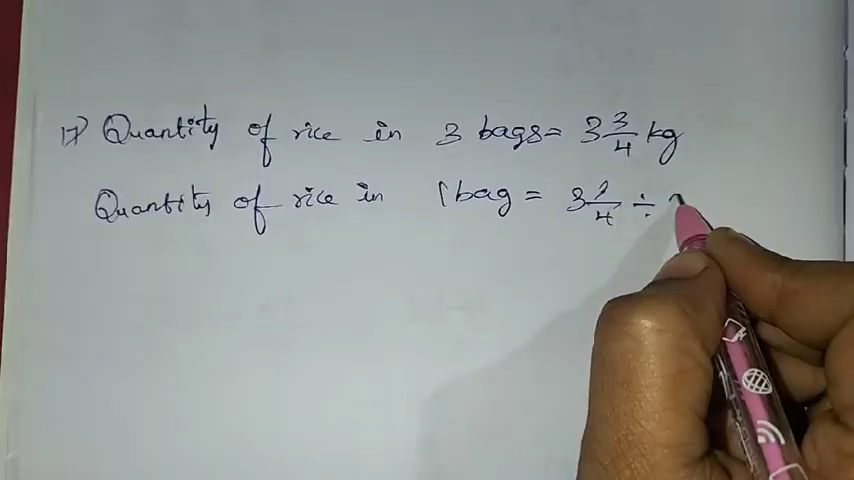 17) Quantity of rice in 3 bags = 3 3/4 kg
Quantity of rice in 1 bag = 3 3/4 ÷